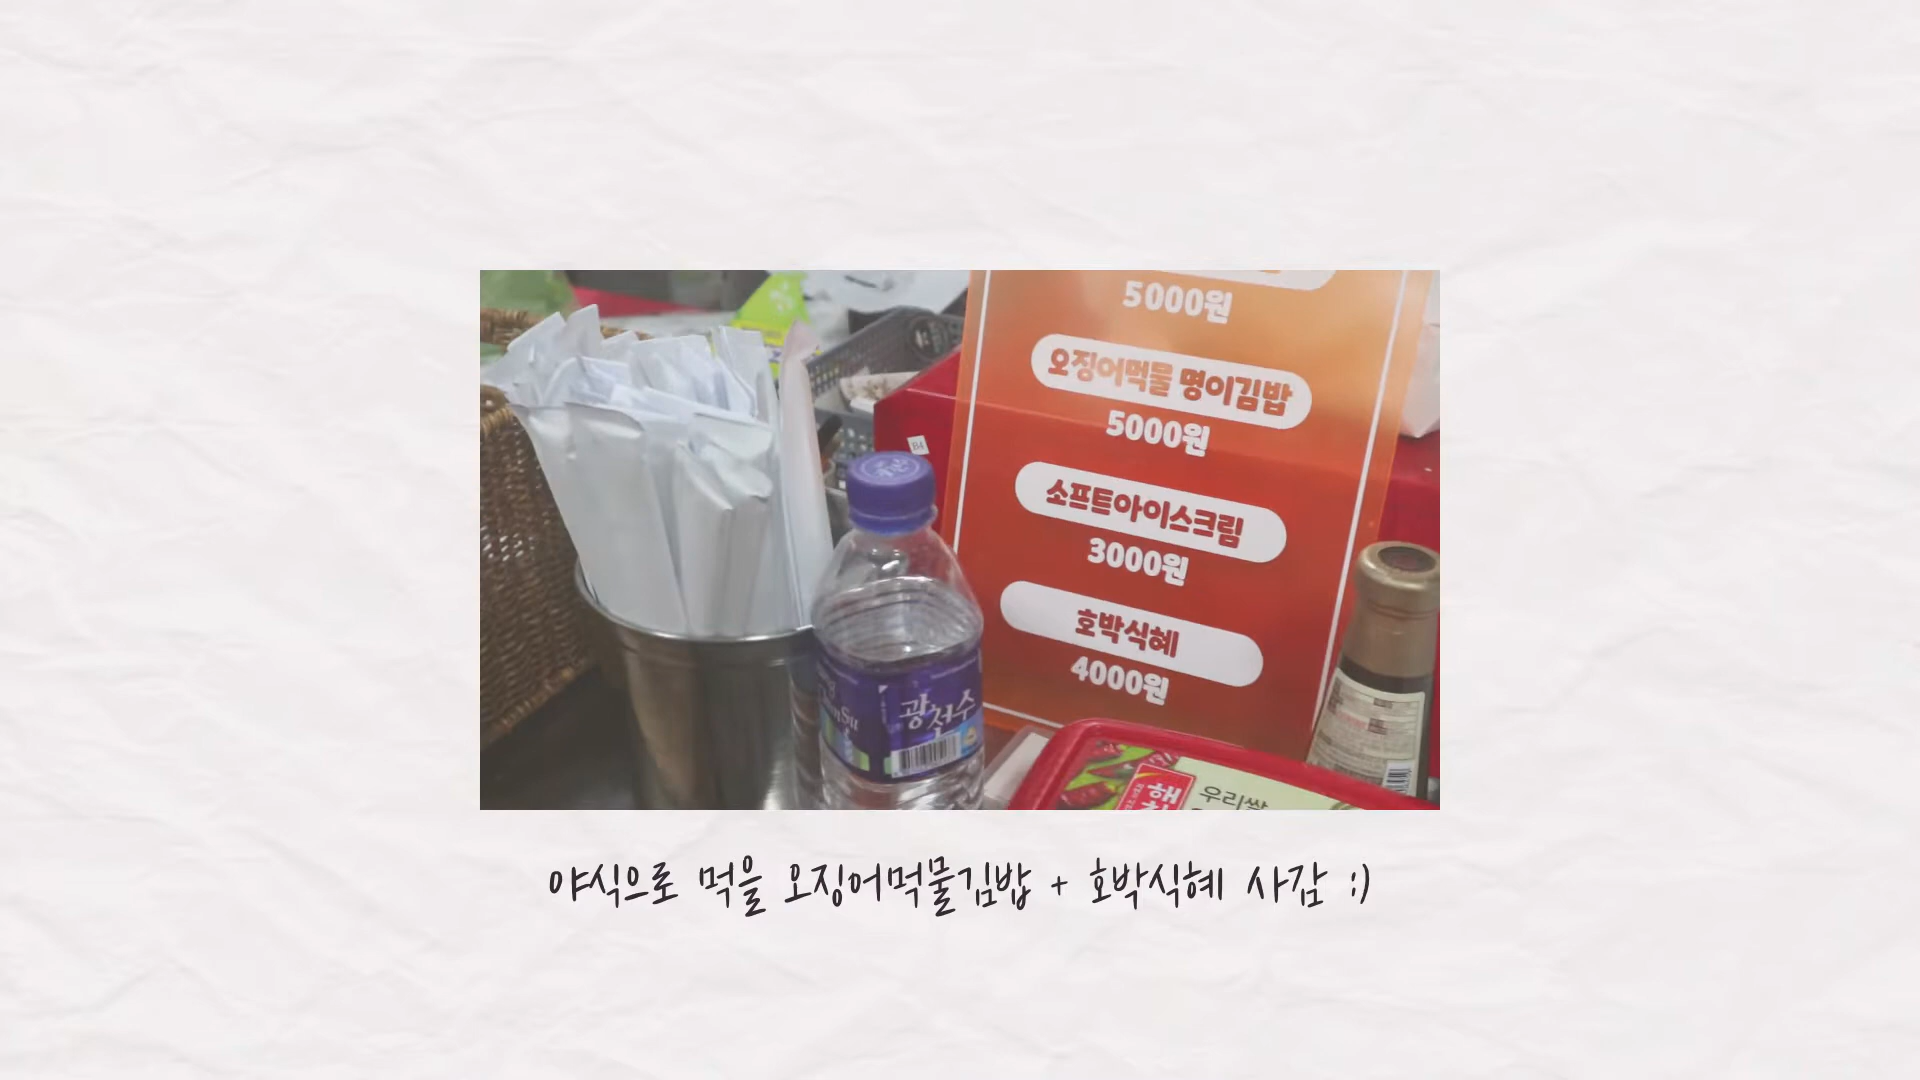 5000원
오징어먹물 명이김밥
5000원
소프트아이스크림
3000원
호박식혜
4000원
B4
광천수
우리쌀
야식으로 먹을 오징어먹물김밥 + 호박식혜 사감 :)